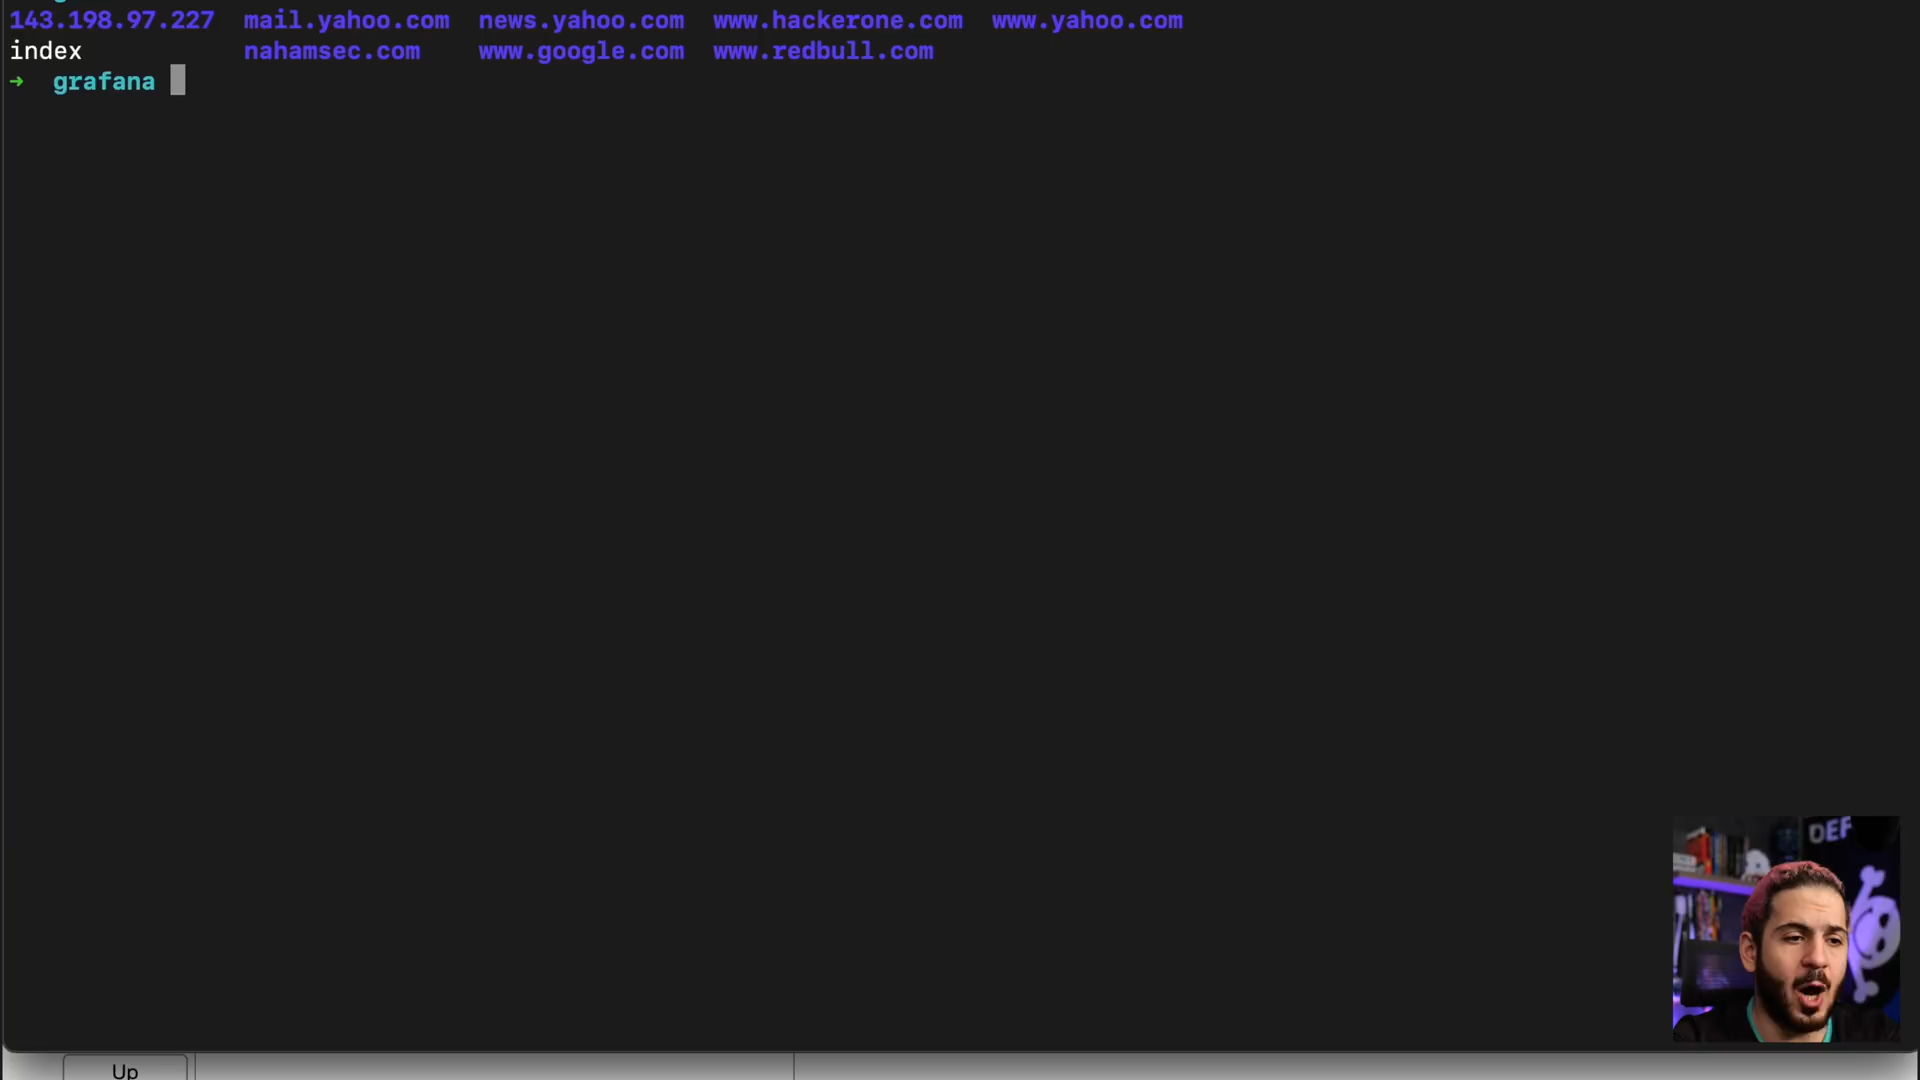 143.198.97.227 mail.yahoo.com news.yahoo.com www.hackerone.com www.yahoo.com
index nahamsec.com www.google.com www.redbull.com
→ grafana
DEF
Up